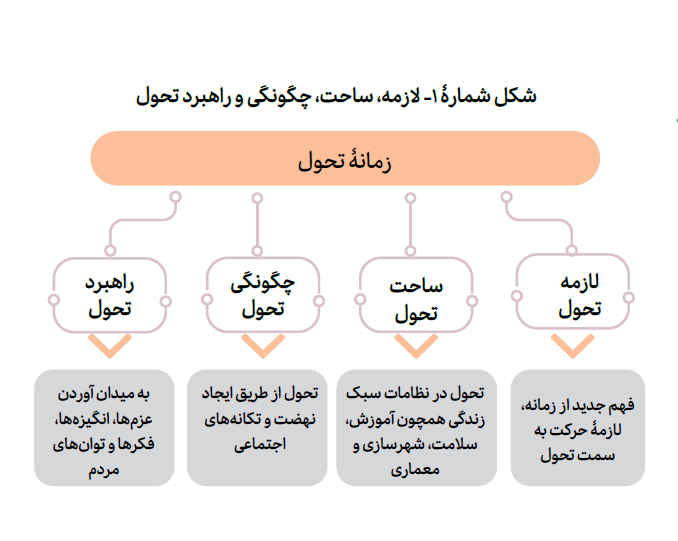 شکل شمارهٔ ۱- لازمه، ساحت، چگونگی و راهبرد تحول
زمانهٔ تحول
لازمه
تحول
ساحت
تحول
چگونگی
تحول
راهبرد
تحول
فهم جدید از زمانه،
لازمهٔ حرکت به
سمت تحول
تحول در نظامات سبک
زندگی همچون آموزش،
سلامت، شهرسازی و
معماری
تحول از طریق ایجاد
نهضت و تکانه‌های
اجتماعی
به میدان آوردن
عزم‌ها، انگیزه‌ها،
فکرها و توان‌های
مردم